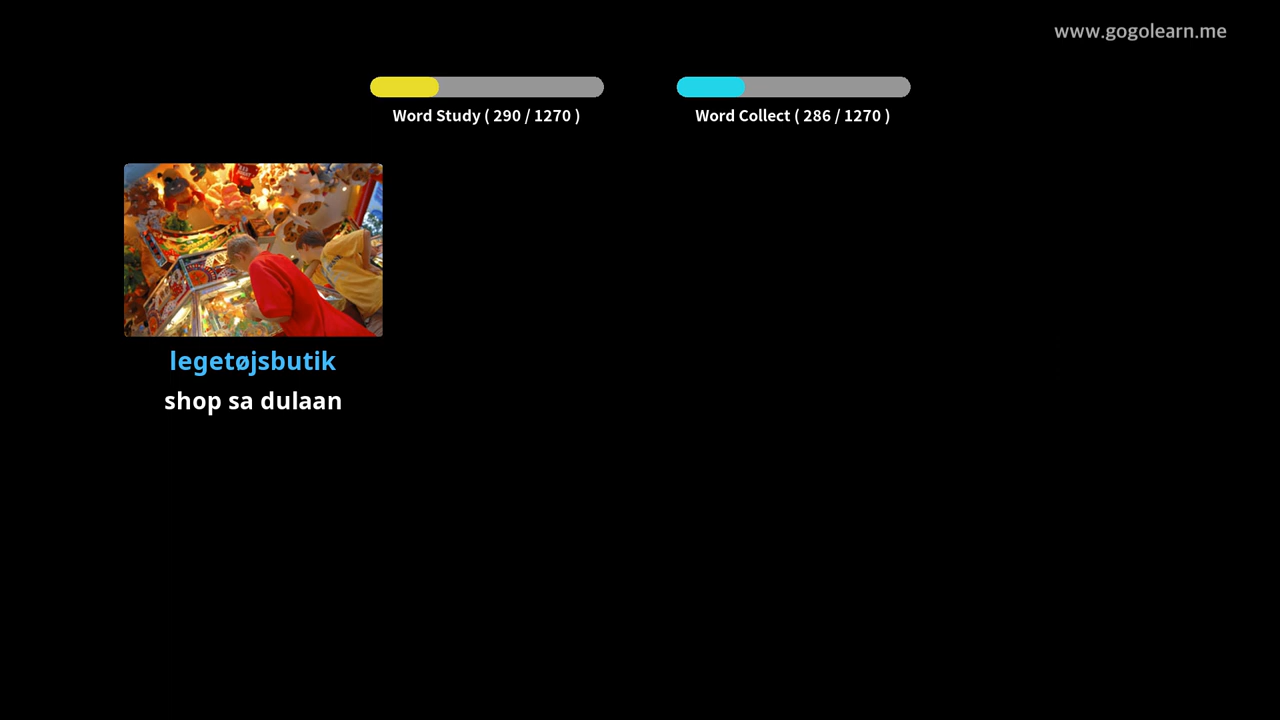 www.gogolearn.me
Word Study ( 290 / 1270 )
Word Collect ( 286 / 1270 )
legetøjsbutik
shop sa dulaan